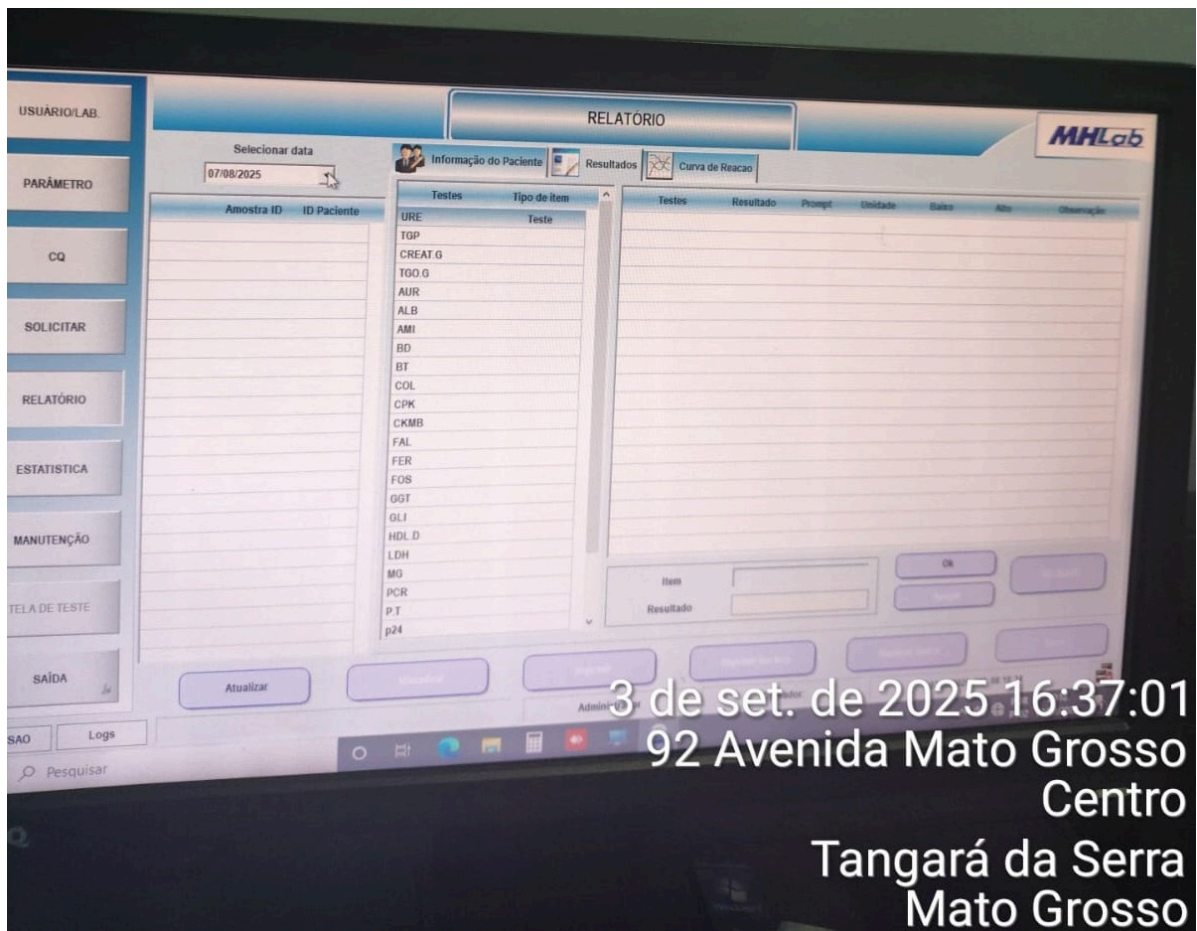 USUÁRIO/LAB.
PARÂMETRO
CQ
SOLICITAR
RELATÓRIO
ESTATISTICA
MANUTENÇÃO
TELA DE TESTE
SAÍDA
SAO
Logs
Pesquisar
RELATÓRIO
MHLab
Selecionar data
07/08/2025
Amostra ID ID Paciente
Informação do Paciente
Resultados
Curva de Reacao
Testes Tipo de item
URE Teste
TGP
CREAT.G
TGO.G
AUR
ALB
AMI
BD
BT
COL
CPK
CKMB
FAL
FER
FOS
GGT
GLI
HDL.D
LDH
MG
PCR
P.T
p24
Testes Resultado Prompt Unidade Baixo Alto Observação
Item
Resultado
Ok
Atualizar
3 de set. de 2025 16:37:01
92 Avenida Mato Grosso
Centro
Tangará da Serra
Mato Grosso